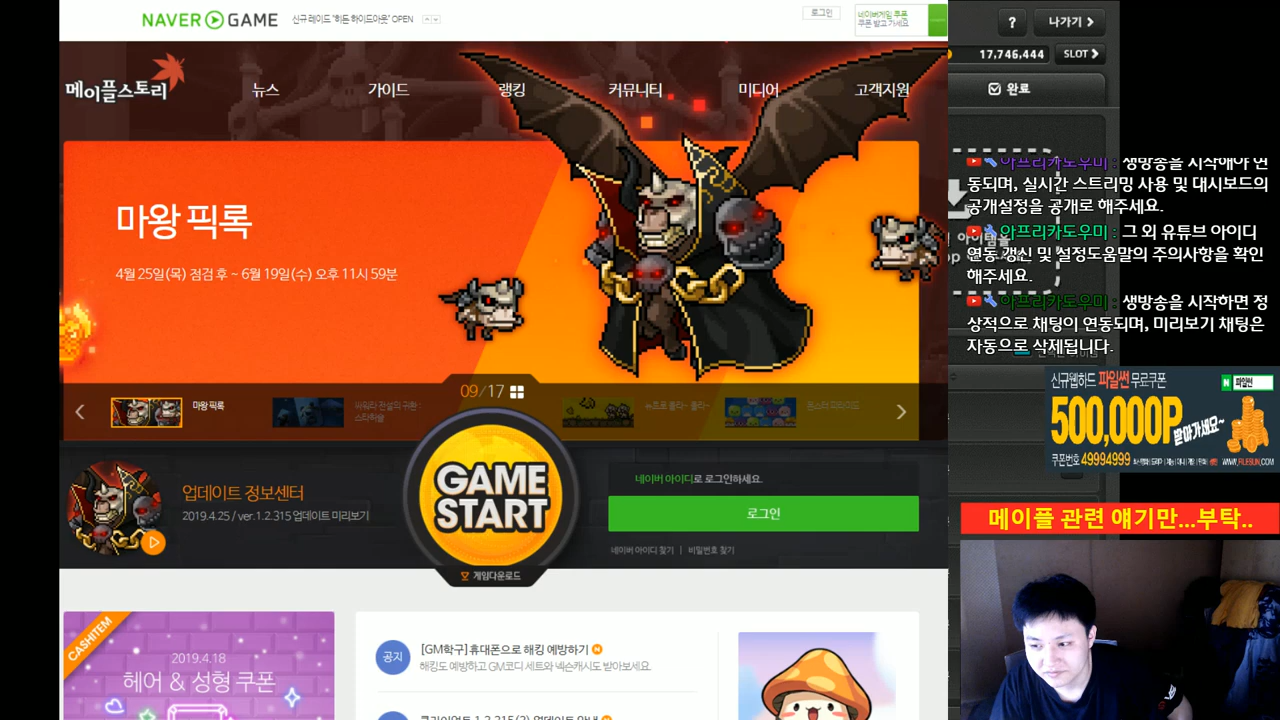 NAVER GAME
신규 레이드 "히든 하이드아웃" OPEN
로그인
네이버게임 쿠폰
쿠폰 받고 가세요
?
나가기
17,746,444
SLOT
완료
메이플스토리
뉴스
가이드
랭킹
커뮤니티
미디어
고객지원
마왕 픽록
4월 25일(목) 점검 후 ~ 6월 19일(수) 오후 11시 59분
아프리카도우미 : 생방송을 시작해야 연
동되며, 실시간 스트리밍 사용 및 대시보드의
공개설정을 공개로 해주세요.
아프리카도우미 : 그 외 유튜브 아이디
연동 갱신 및 설정도움말의 주의사항을 확인
해주세요.
아프리카도우미 : 생방송을 시작하면 정
상적으로 채팅이 연동되며, 미리보기 채팅은
자동으로 삭제됩니다.
09/17
마왕 픽록
GAME
START
게임다운로드
업데이트 정보센터
2019.4.25 / ver.1.2.315 업데이트 미리보기
네이버 아이디로 로그인하세요.
로그인
네이버 아이디 찾기 | 비밀번호 찾기
신규웹하드 파일썬 무료쿠폰
N 파일썬
500,000P
받아가세요~
쿠폰번호 49994999
WWW.FILESUN.COM
메이플 관련 얘기만...부탁..
CASHITEM
2019.4.18
헤어 & 성형 쿠폰
공지
[GM학구] 휴대폰으로 해킹 예방하기 N
해킹도 예방하고 GM코디 세트와 넥슨캐시도 받아보세요.